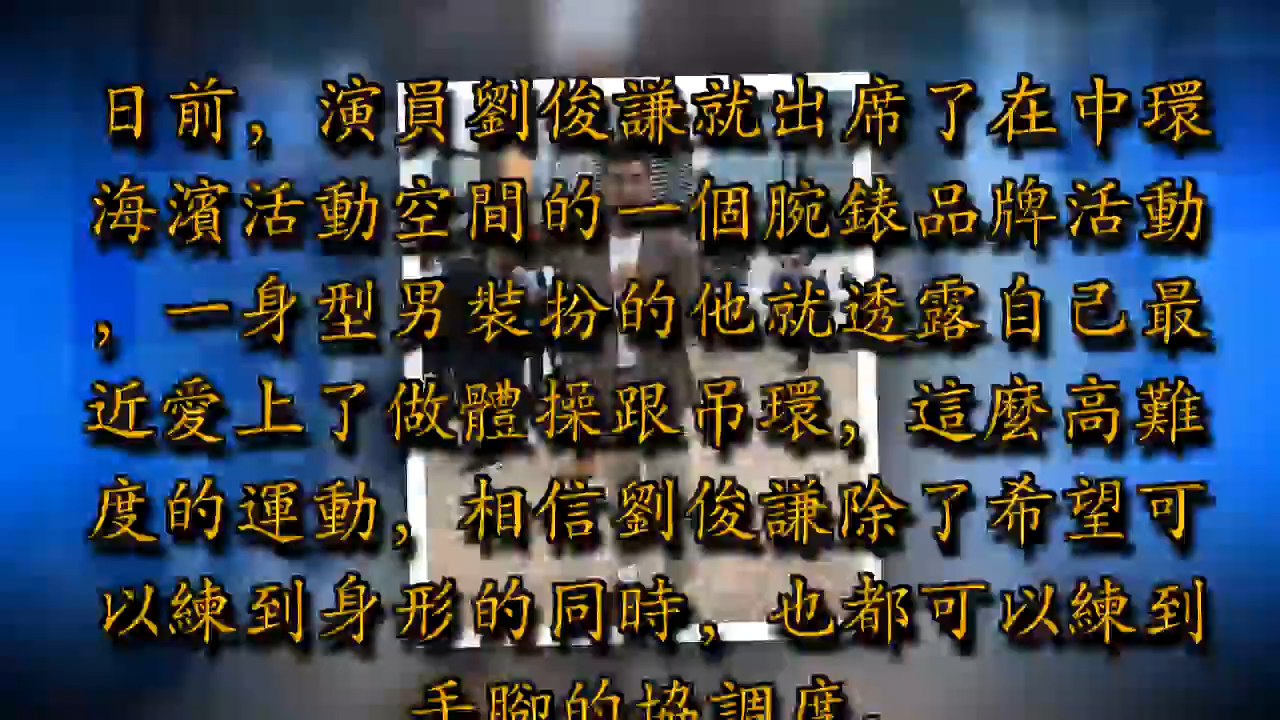 日前，演員劉俊謙就出席了在中環
海濱活動空間的一個腕錶品牌活動
，一身型男裝扮的他就透露自己最
近愛上了做體操跟吊環，這麼高難
度的運動，相信劉俊謙除了希望可
以練到身形的同時，也都可以練到
手腳的協調度。